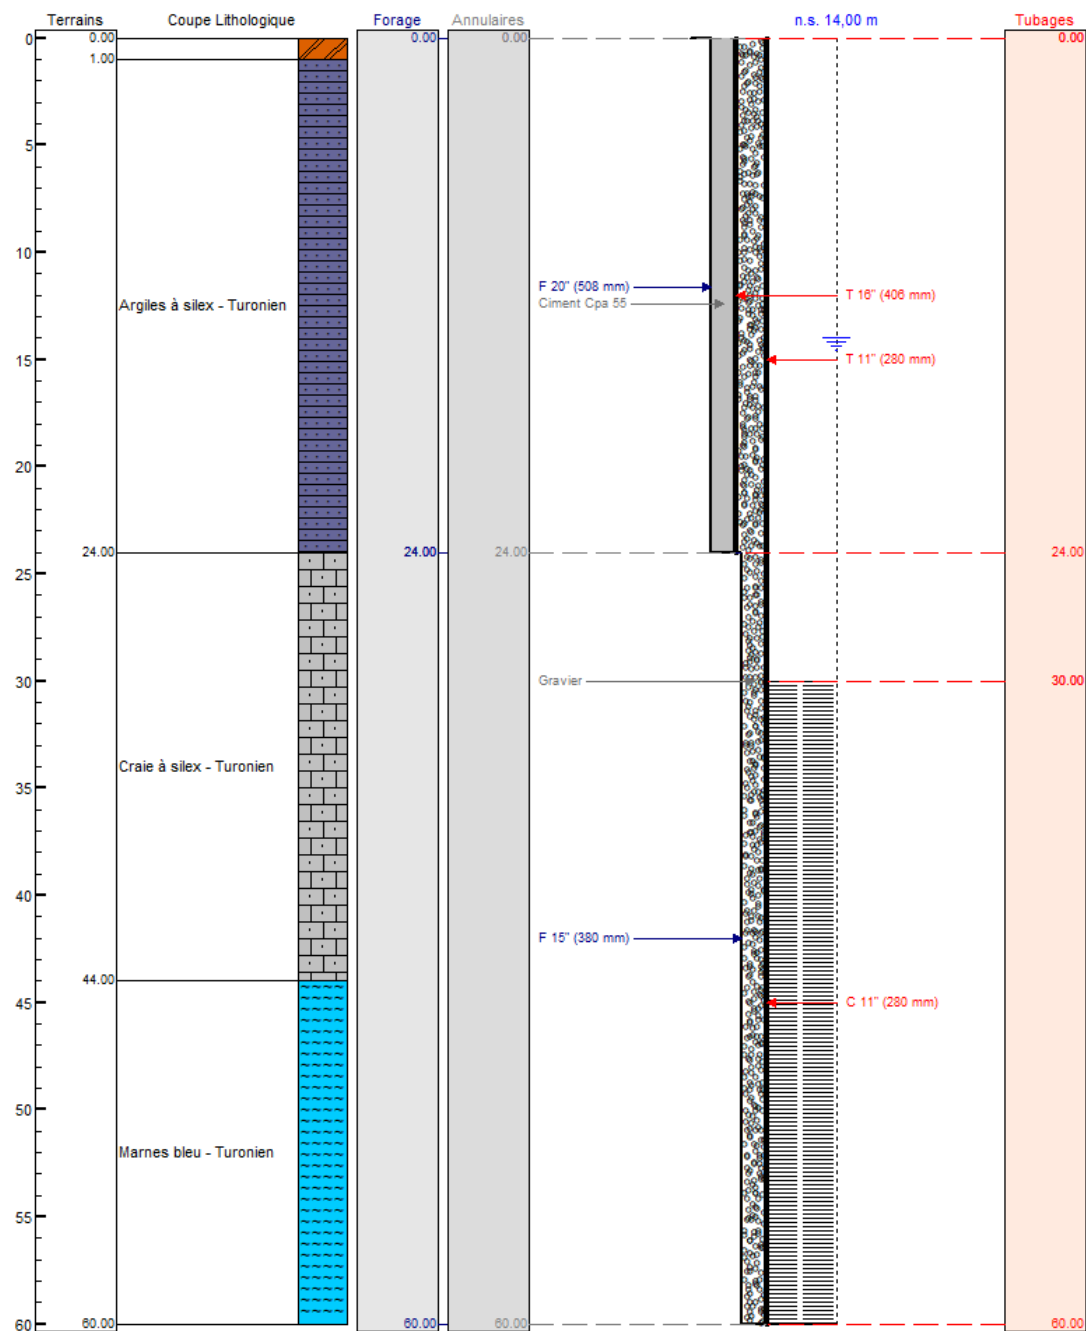 Terrains Coupe Lithologique Forage Annulaires n.s. 14,00 m Tubages
0 0.00 0.00 0.00 0.00
1.00
5
10
F 20" (508 mm) T 16" (406 mm)
Argiles à silex - Turonien Ciment Cpa 55
15 T 11" (280 mm)
20
24.00 24.00 24.00 24.00
25
30 Gravier 30.00
Craie à silex - Turonien
35
40
F 15" (380 mm)
44.00
45 C 11" (280 mm)
50
Marnes bleu - Turonien
55
60 60.00 60.00 60.00 60.00